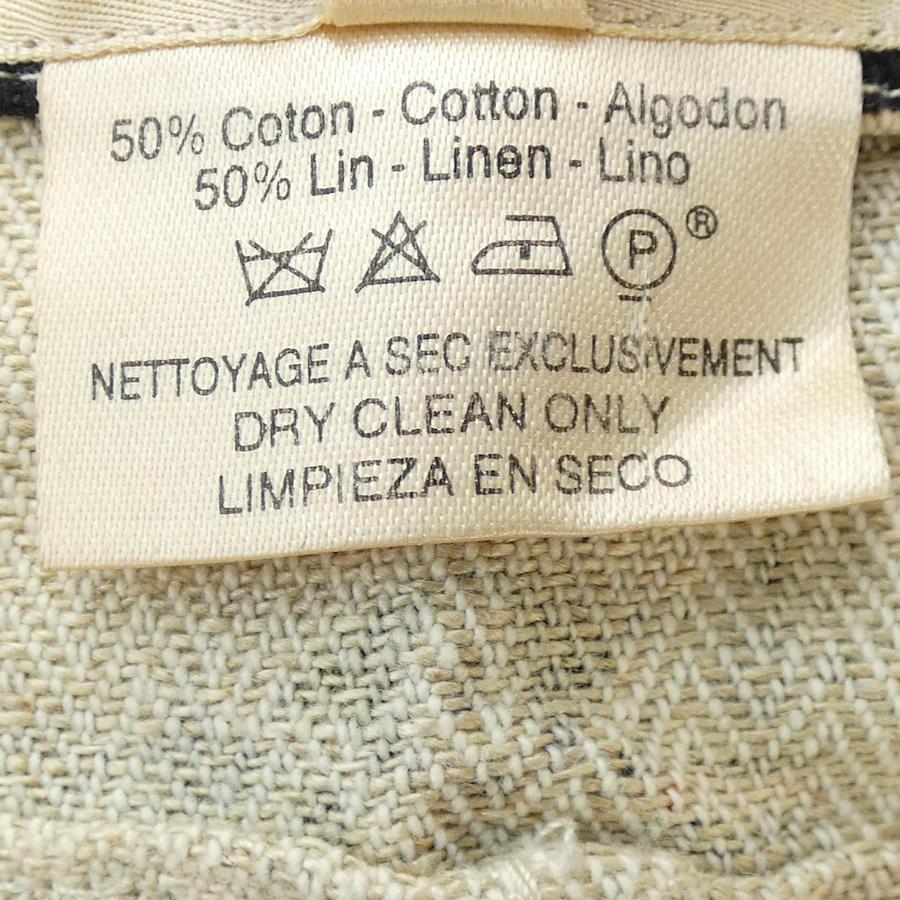 50% Coton - Cotton - Algodon
50% Lin - Linen - Lino
P ®
NETTOYAGE A SEC EXCLUSIVEMENT
DRY CLEAN ONLY
LIMPIEZA EN SECO